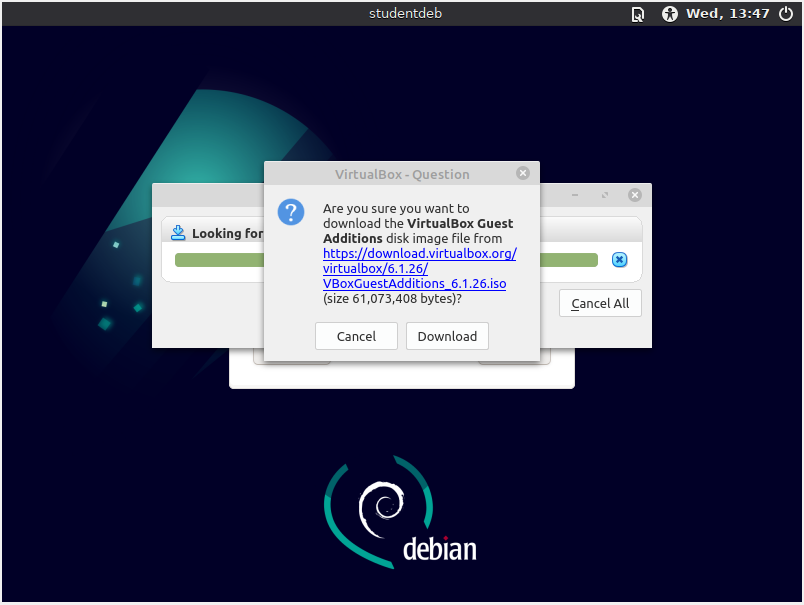 studentdeb
Wed, 13:47
VirtualBox - Question
Are you sure you want to
download the VirtualBox Guest
Additions disk image file from
https://download.virtualbox.org/
virtualbox/6.1.26/
VBoxGuestAdditions_6.1.26.iso
(size 61,073,408 bytes)?
Cancel
Download
Looking for
Cancel All
debian